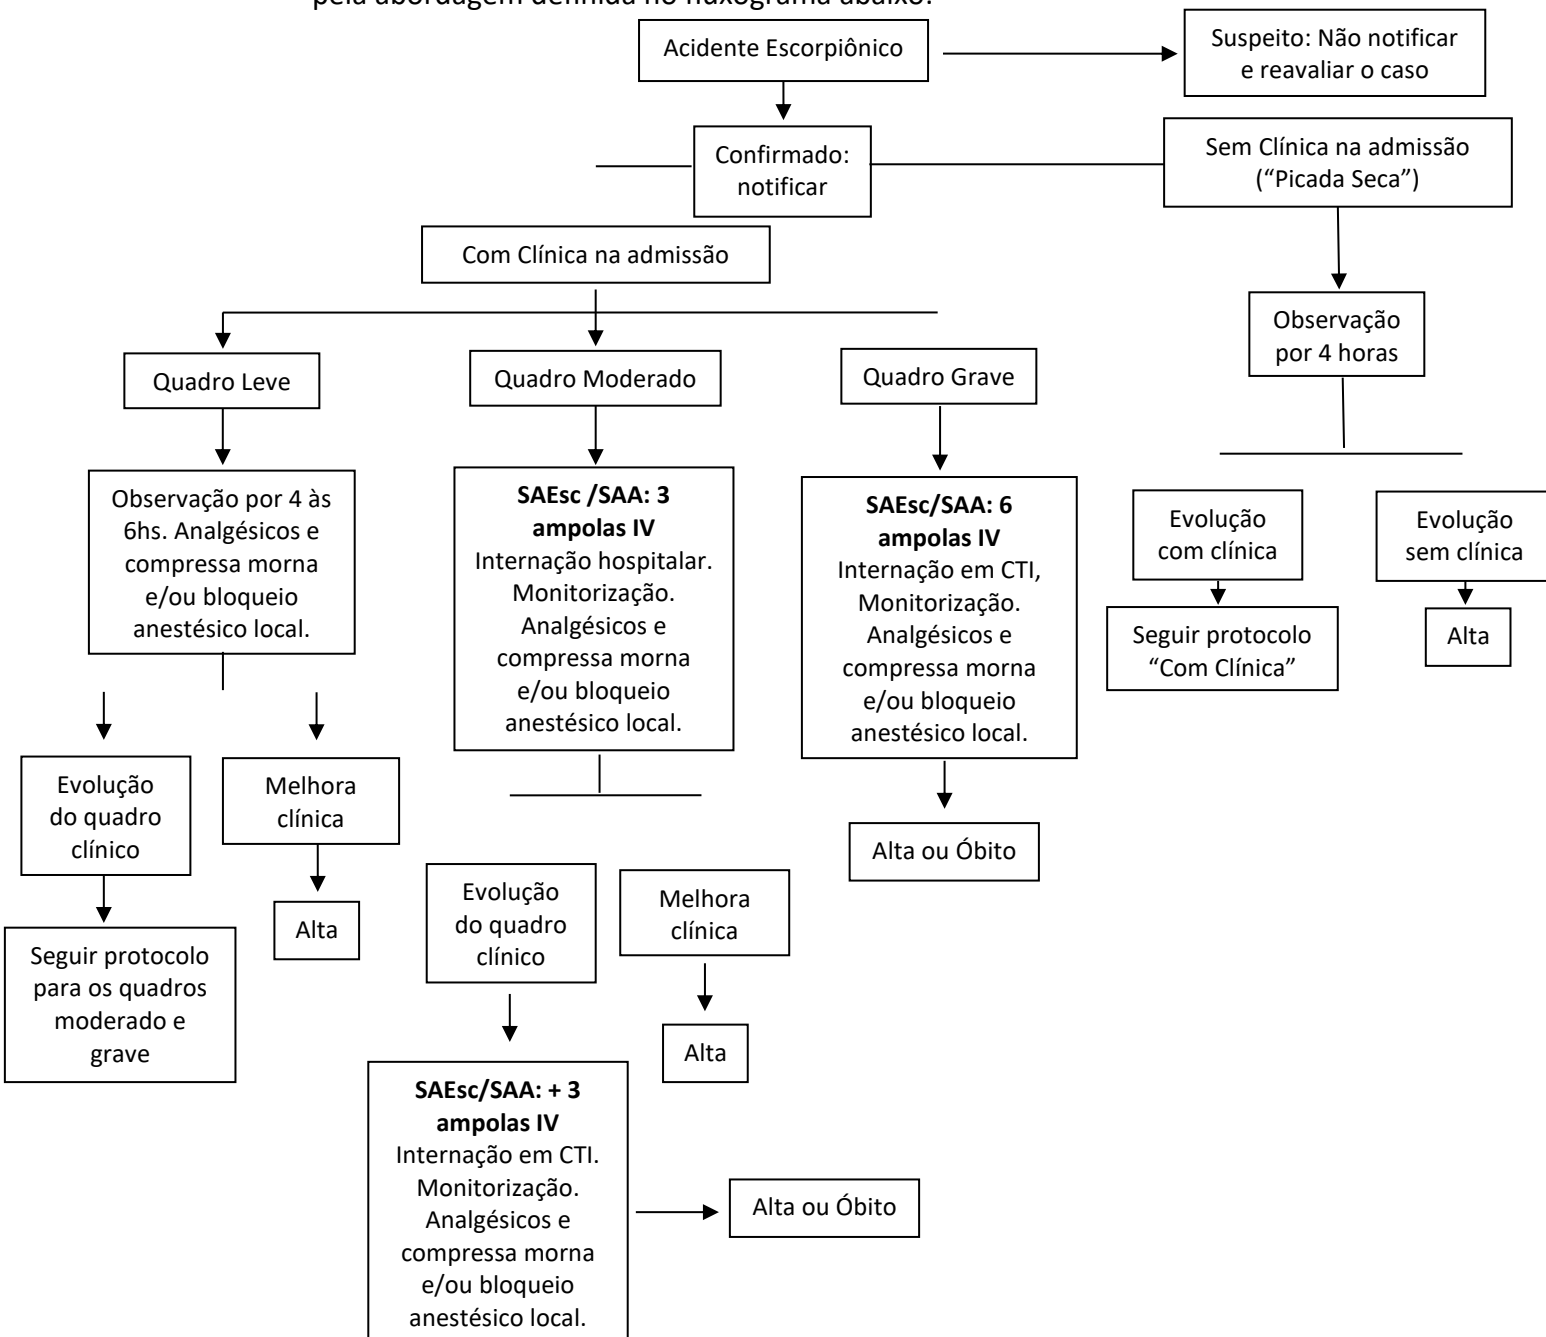 pela abordagem definida no fluxograma abaixo:
Acidente Escorpiônico
Suspeito: Não notificar
e reavaliar o caso
Confirmado:
notificar
Sem Clínica na admissão
(“Picada Seca”)
Com Clínica na admissão
Observação
por 4 horas
Quadro Leve
Quadro Moderado
Quadro Grave
Observação por 4 às
6hs. Analgésicos e
compressa morna
e/ou bloqueio
anestésico local.
SAEsc /SAA: 3
ampolas IV
Internação hospitalar.
Monitorização.
Analgésicos e
compressa morna
e/ou bloqueio
anestésico local.
SAEsc/SAA: 6
ampolas IV
Internação em CTI,
Monitorização.
Analgésicos e
compressa morna
e/ou bloqueio
anestésico local.
Evolução
com clínica
Evolução
sem clínica
Seguir protocolo
“Com Clínica”
Alta
Evolução
do quadro
clínico
Melhora
clínica
Alta ou Óbito
Seguir protocolo
para os quadros
moderado e
grave
Alta
Evolução
do quadro
clínico
Melhora
clínica
Alta
SAEsc/SAA: + 3
ampolas IV
Internação em CTI.
Monitorização.
Analgésicos e
compressa morna
e/ou bloqueio
anestésico local.
Alta ou Óbito